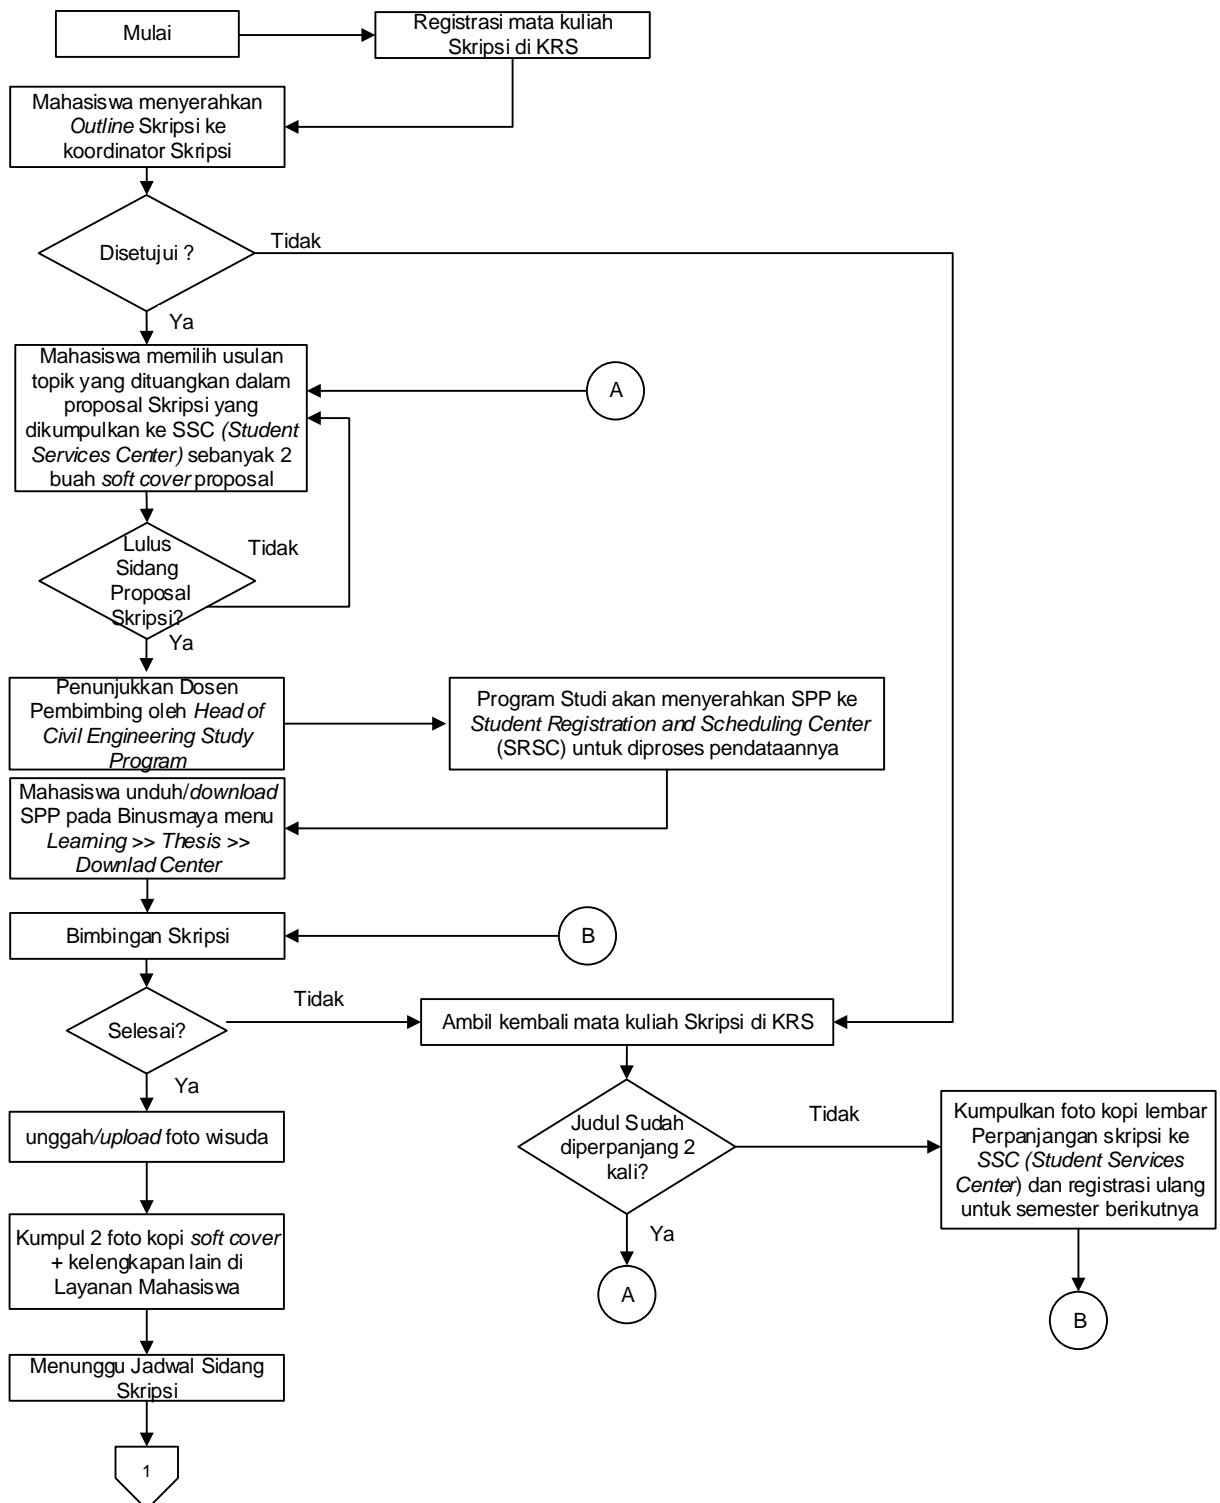 Mulai
Registrasi mata kuliah
Skripsi di KRS
Mahasiswa menyerahkan
Outline Skripsi ke
koordinator Skripsi
Disetujui ?
Tidak
Ya
Mahasiswa memilih usulan
topik yang dituangkan dalam
proposal Skripsi yang
dikumpulkan ke SSC (Student
Services Center) sebanyak 2
buah soft cover proposal
A
Lulus
Sidang
Proposal
Skripsi?
Tidak
Ya
Penunjukkan Dosen
Pembimbing oleh Head of
Civil Engineering Study
Program
Program Studi akan menyerahkan SPP ke
Student Registration and Scheduling Center
(SRSC) untuk diproses pendataannya
Mahasiswa unduh/download
SPP pada Binusmaya menu
Learning >> Thesis >>
Downlad Center
Bimbingan Skripsi
B
Selesai?
Tidak
Ya
Ambil kembali mata kuliah Skripsi di KRS
Judul Sudah
diperpanjang 2
kali?
Tidak
Ya
Kumpulkan foto kopi lembar
Perpanjangan skripsi ke
SSC (Student Services
Center) dan registrasi ulang
untuk semester berikutnya
unggah/upload foto wisuda
Kumpul 2 foto kopi soft cover
+ kelengkapan lain di
Layanan Mahasiswa
A
B
Menunggu Jadwal Sidang
Skripsi
1